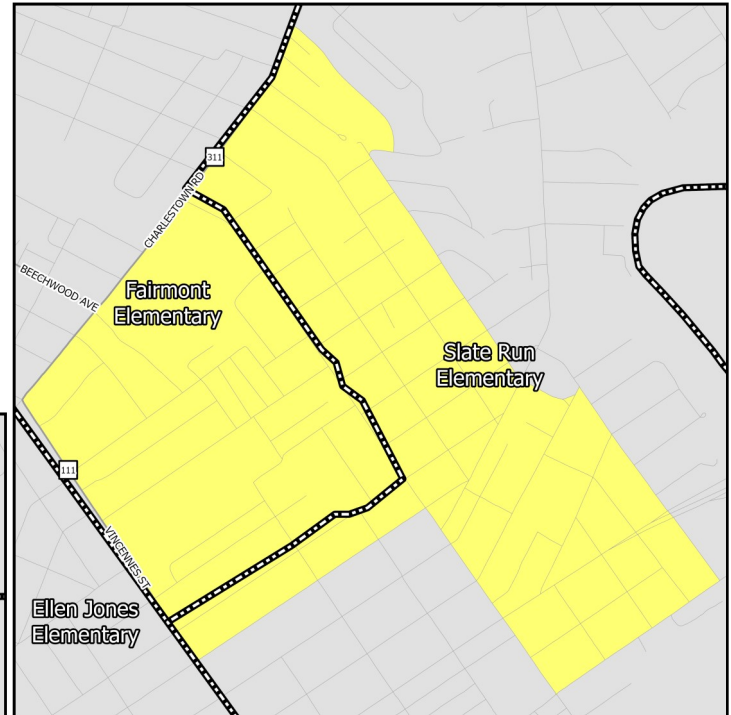 311
CHARLESTOWN RD
BEECHWOOD AVE
Fairmont
Elementary
Slate Run
Elementary
111
VINCENNES ST
Ellen Jones
Elementary